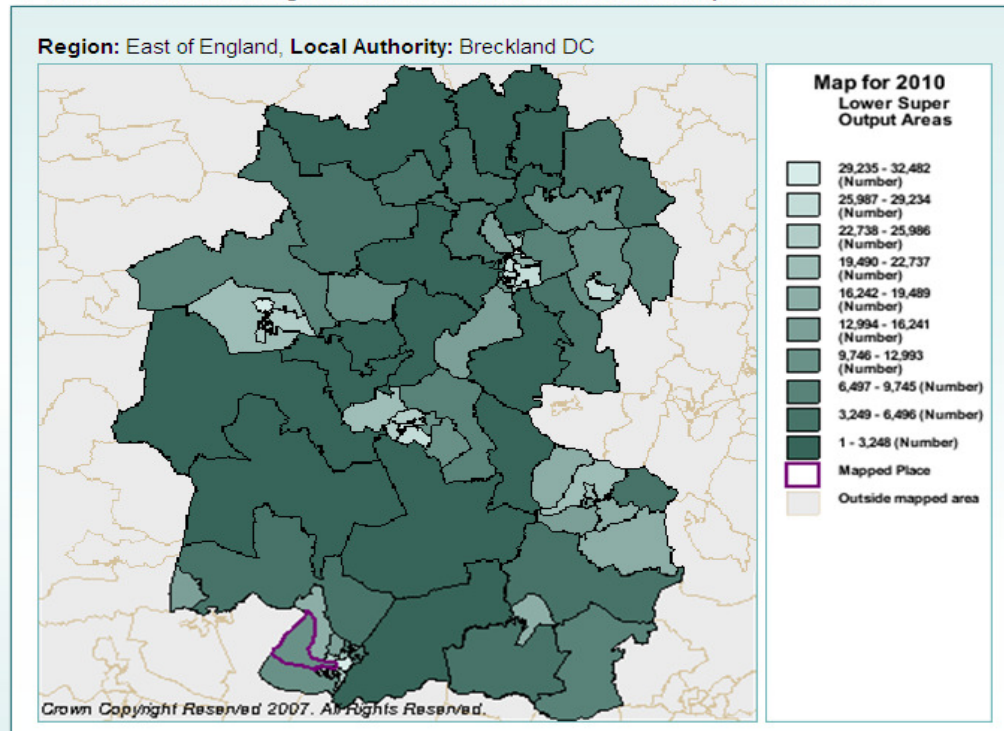 Region: East of England, Local Authority: Breckland DC
Map for 2010
Lower Super
Output Areas
29,235 - 32,482
(Number)
25,987 - 29,234
(Number)
22,738 - 25,986
(Number)
19,490 - 22,737
(Number)
16,242 - 19,489
(Number)
12,994 - 16,241
(Number)
9,746 - 12,993
(Number)
6,497 - 9,745 (Number)
3,249 - 6,496 (Number)
1 - 3,248 (Number)
Mapped Place
Outside mapped area
Crown Copyright Reserved 2007. All Rights Reserved.